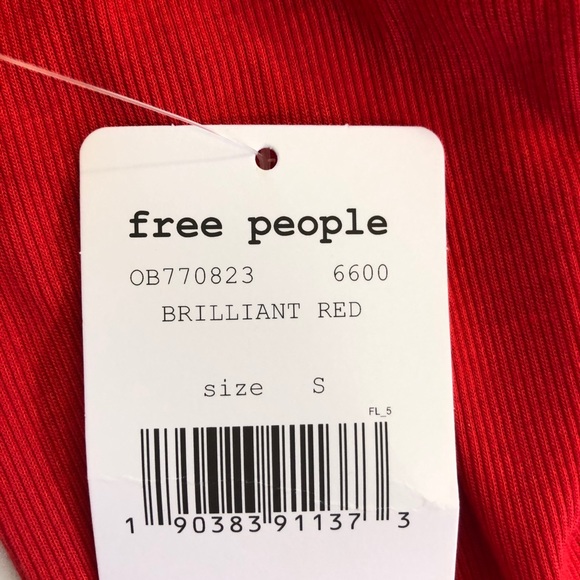 free people
OB770823 6600
BRILLIANT RED
size S
FL_5
1 90383 91137 3